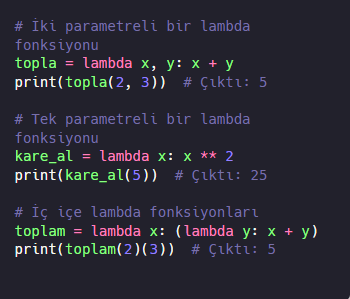 # İki parametreli bir lambda
fonksiyonu
topla = lambda x, y: x + y
print(topla(2, 3))  # Çıktı: 5

# Tek parametreli bir lambda
fonksiyonu
kare_al = lambda x: x ** 2
print(kare_al(5))  # Çıktı: 25

# İç içe lambda fonksiyonları
toplam = lambda x: (lambda y: x + y)
print(toplam(2)(3))  # Çıktı: 5